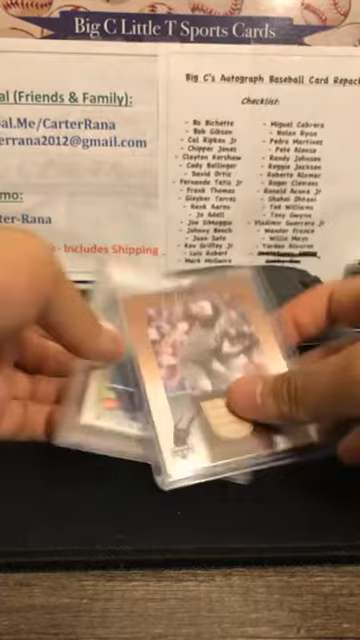 Big C Little T Sports Cards
al (Friends & Family):
al.Me/CarterRana
errana2012@gmail.com
mo:
ter-Rana
- Includes Shipping
Big C's Autograph Baseball Card Repack
Checklist:
Bo Bichette
Bob Gibson
Cal Ripken Jr
Chipper Jones
Clayton Kershaw
Cody Bellinger
David Ortiz
Fernando Tatis Jr
Frank Thomas
Gleyber Torres
Hank Aaron
Jo Adell
Joe Dimaggio
Johnny Bench
Juan Soto
Ken Griffey Jr
Luis Robert
Mark McGwire
Miguel Cabrera
Nolan Ryan
Pedro Martinez
Pete Alonso
Randy Johnson
Reggie Jackson
Roberto Alomar
Roger Clemens
Ronald Acuna Jr
Shohei Ohtani
Ted Williams
Tony Gwynn
Vladimir Guerrero Jr
Wander Franco
Willie Mays
Yordan Alvarez